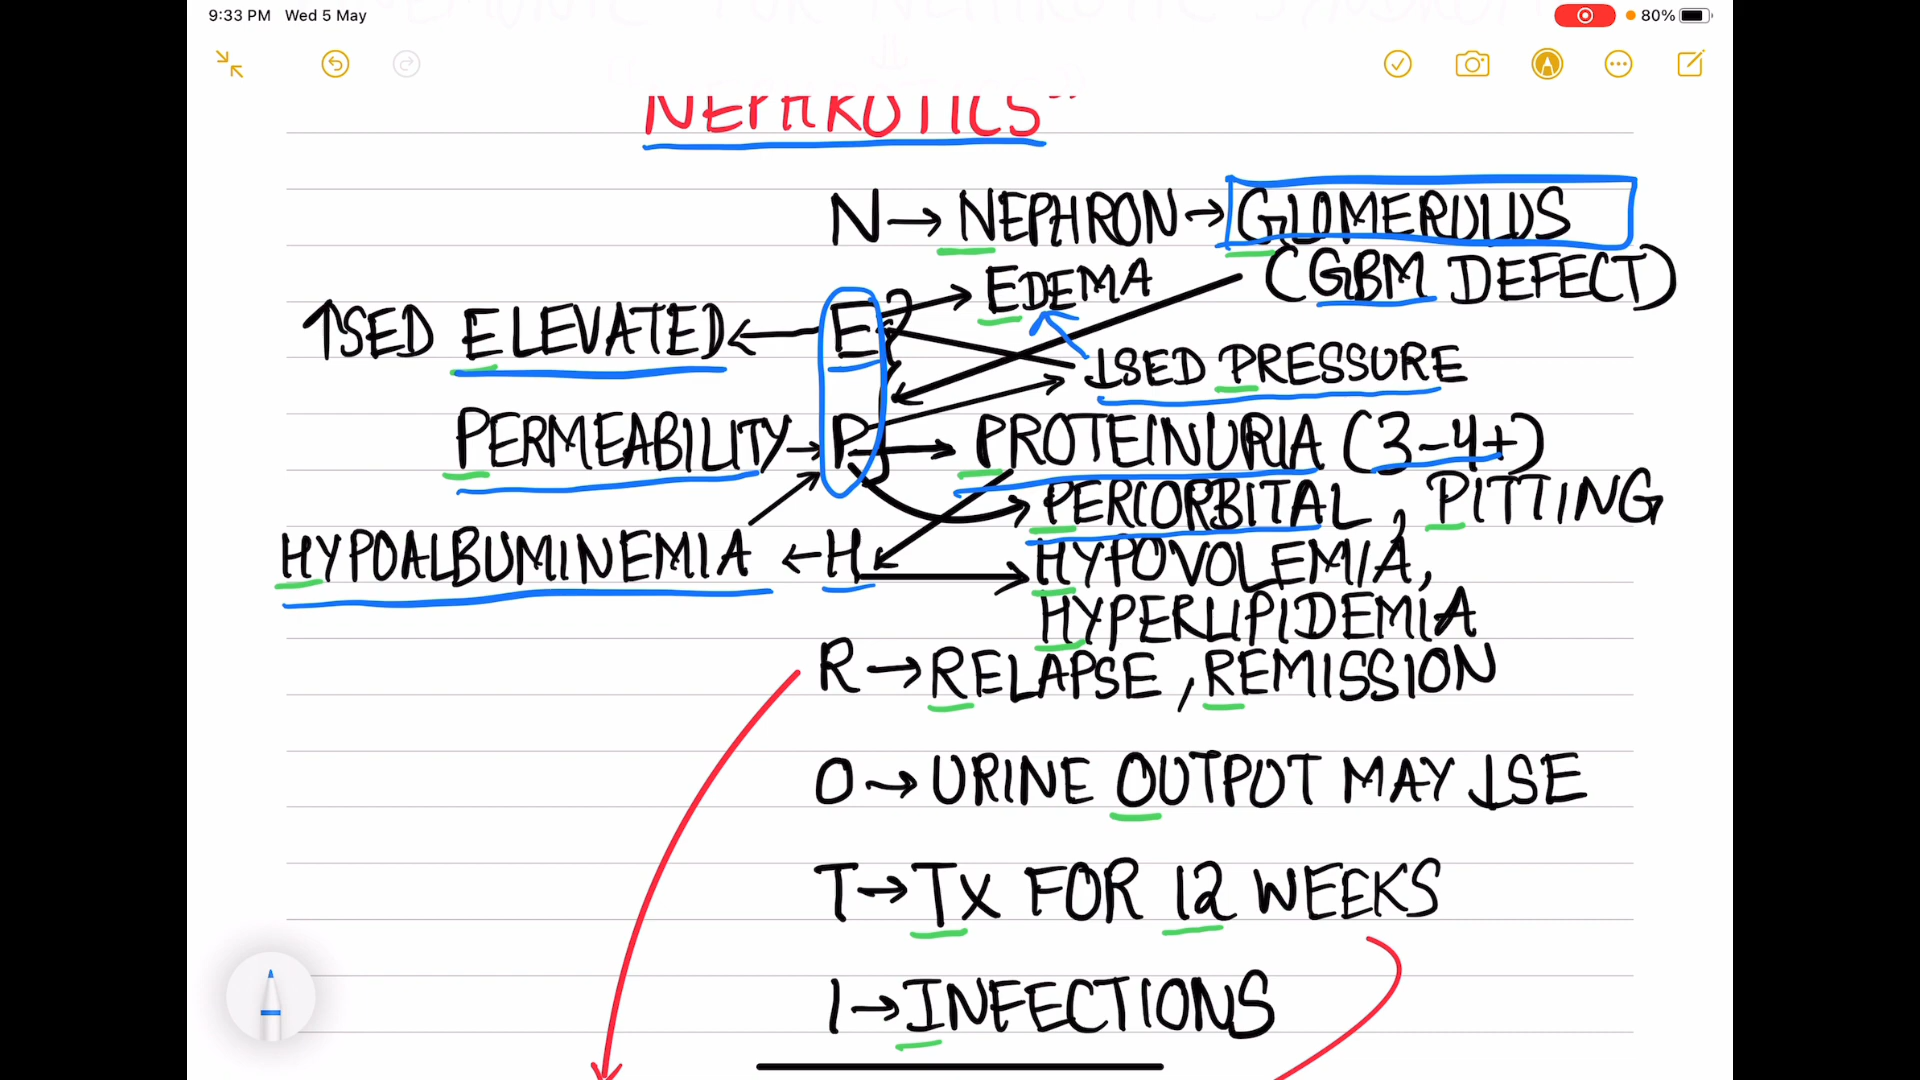 9:33 PM Wed 5 May
80%
NEPHROTICS"
N→NEPHRON→GLOMERULUS
(GBM DEFECT)
E→EDEMA
↑SED ELEVATED←E
↓SED PRESSURE
PERMEABILITY→P→PROTEINURIA (3-4+)
PERIORBITAL, PITTING
HYPOALBUMINEMIA ←H→HYPOVOLEMIA,
HYPERLIPIDEMIA
R→RELAPSE, REMISSION
O→URINE OUTPUT MAY ↓SE
T→Tx FOR 12 WEEKS
I→INFECTIONS